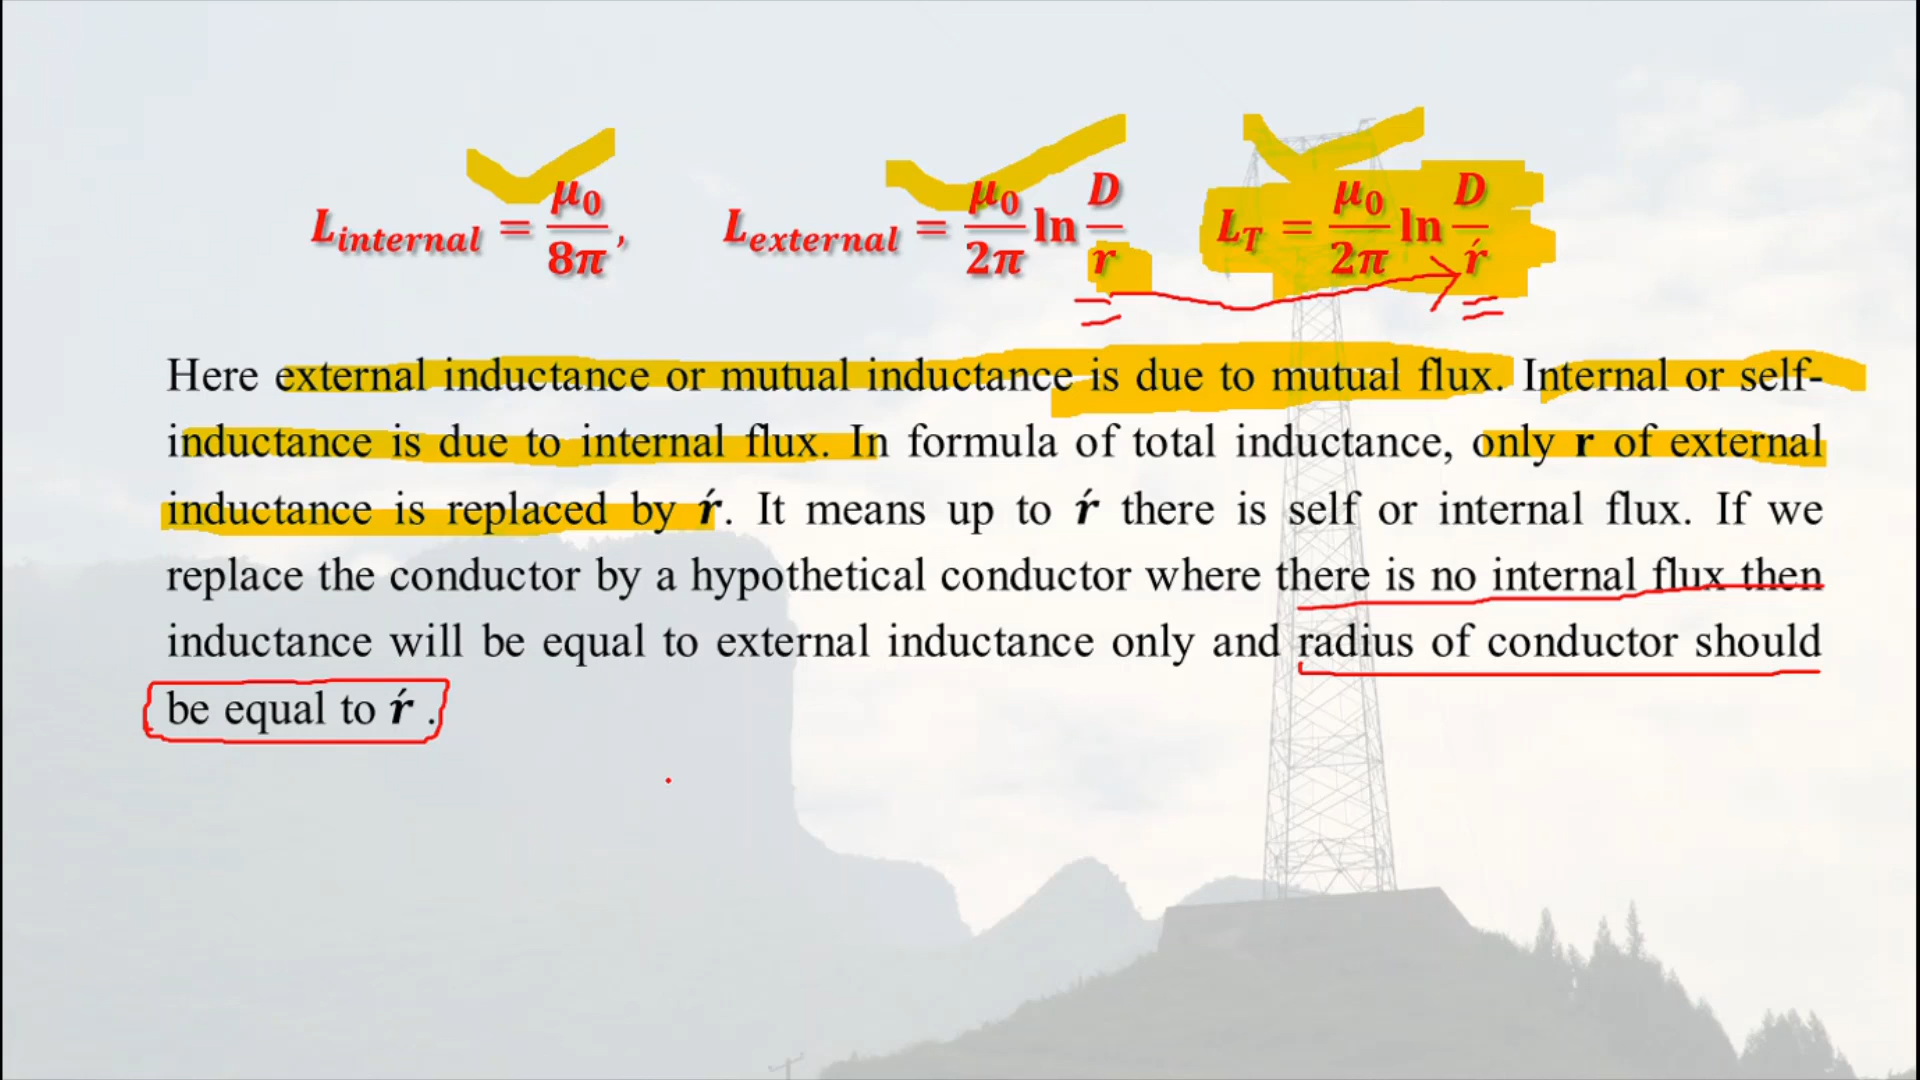 L_internal = μ₀/8π, L_external = μ₀/2π ln D/r L_T = μ₀/2π ln D/ŕ
Here external inductance or mutual inductance is due to mutual flux. Internal or self-
inductance is due to internal flux. In formula of total inductance, only r of external
inductance is replaced by ŕ. It means up to ŕ there is self or internal flux. If we
replace the conductor by a hypothetical conductor where there is no internal flux then
inductance will be equal to external inductance only and radius of conductor should
be equal to ŕ .